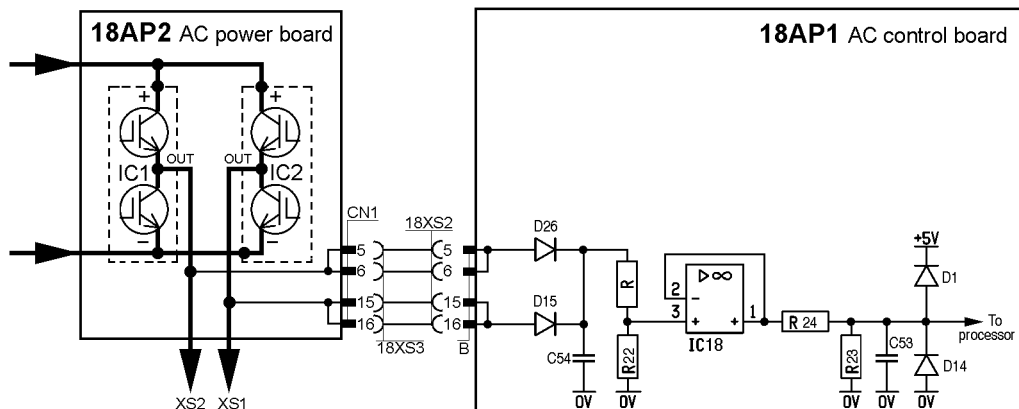 18AP2 AC power board
18AP1 AC control board
+
+
OUT
OUT
IC1
IC2
-
-
CN1
18XS2
5
5
6
6
15
15
16
16
18XS3
B
XS2
XS1
D26
D15
C54
0V
R
R22
0V
▷∞
2
-
3
+
+
1
IC18
R 24
R23
0V
C53
0V
+5V
D1
D14
0V
To
processor